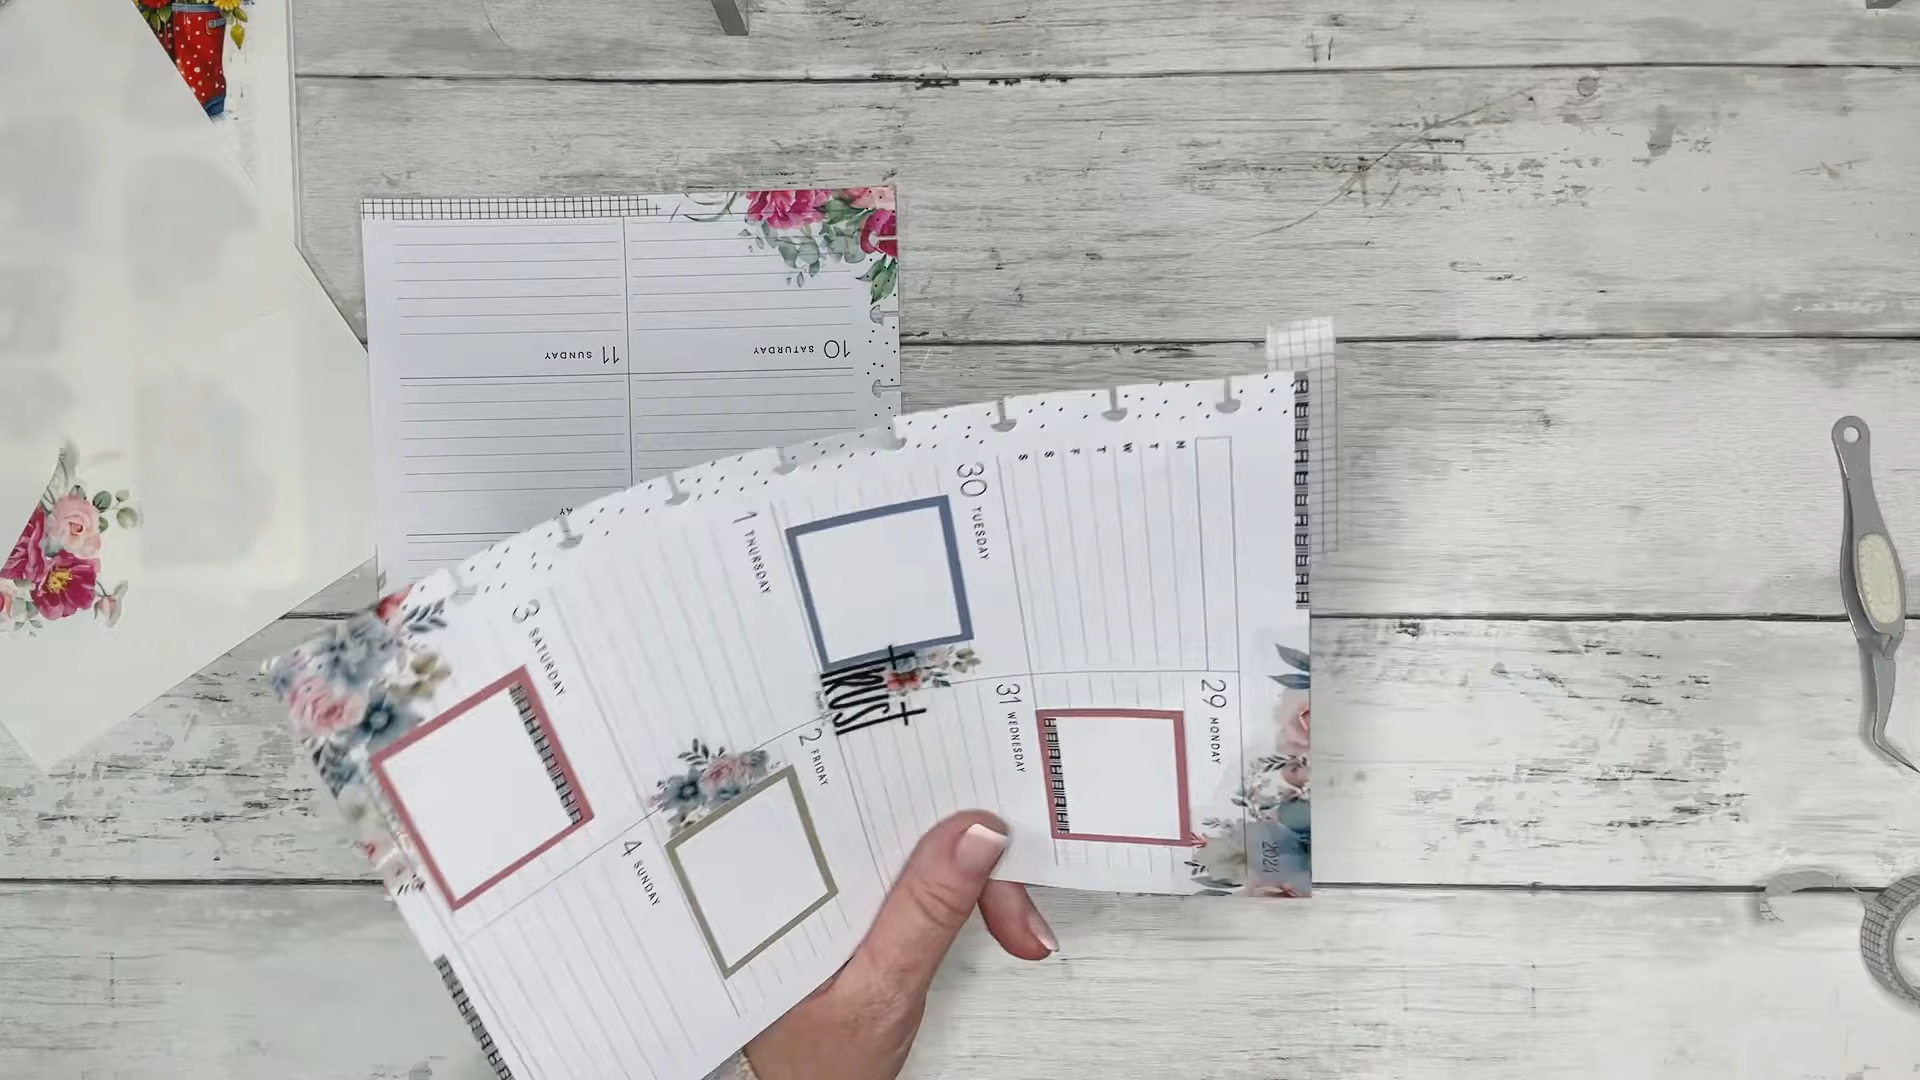 11 SUNDAY
10 SATURDAY
AY
M T W T F S S
29 MONDAY
30 TUESDAY
31 WEDNESDAY
trust
1 THURSDAY
2 FRIDAY
3 SATURDAY
4 SUNDAY
2024